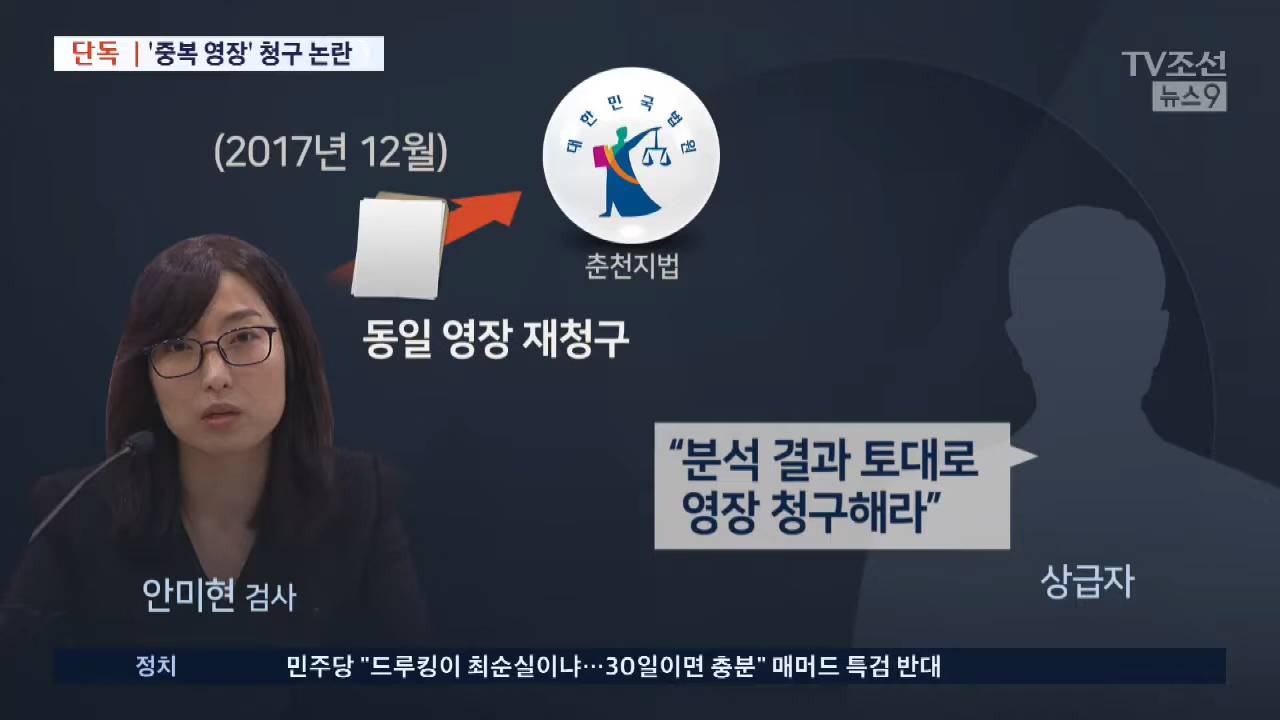 단독 | '중복 영장' 청구 논란
TV조선
뉴스9
(2017년 12월)
대한민국법원
춘천지법
동일 영장 재청구
“분석 결과 토대로
영장 청구해라”
안미현 검사
상급자
정치 민주당 "드루킹이 최순실이냐…30일이면 충분" 매머드 특검 반대